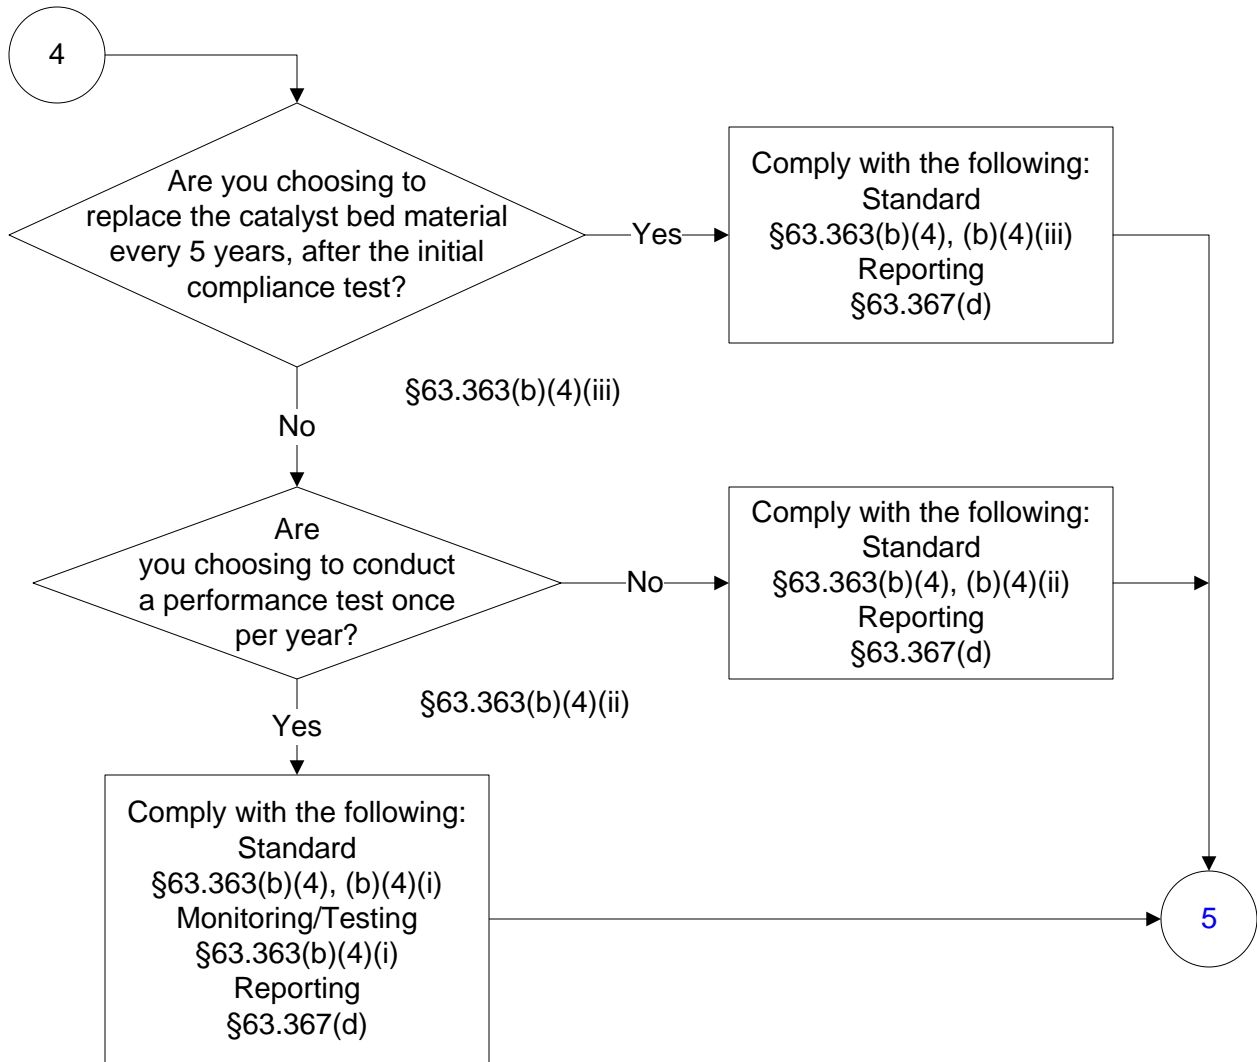 4
Are you choosing to
replace the catalyst bed material
every 5 years, after the initial
compliance test?
Yes
Comply with the following:
Standard
§63.363(b)(4), (b)(4)(iii)
Reporting
§63.367(d)
§63.363(b)(4)(iii)
No
Are
you choosing to conduct
a performance test once
per year?
No
Comply with the following:
Standard
§63.363(b)(4), (b)(4)(ii)
Reporting
§63.367(d)
§63.363(b)(4)(ii)
Yes
Comply with the following:
Standard
§63.363(b)(4), (b)(4)(i)
Monitoring/Testing
§63.363(b)(4)(i)
Reporting
§63.367(d)
5